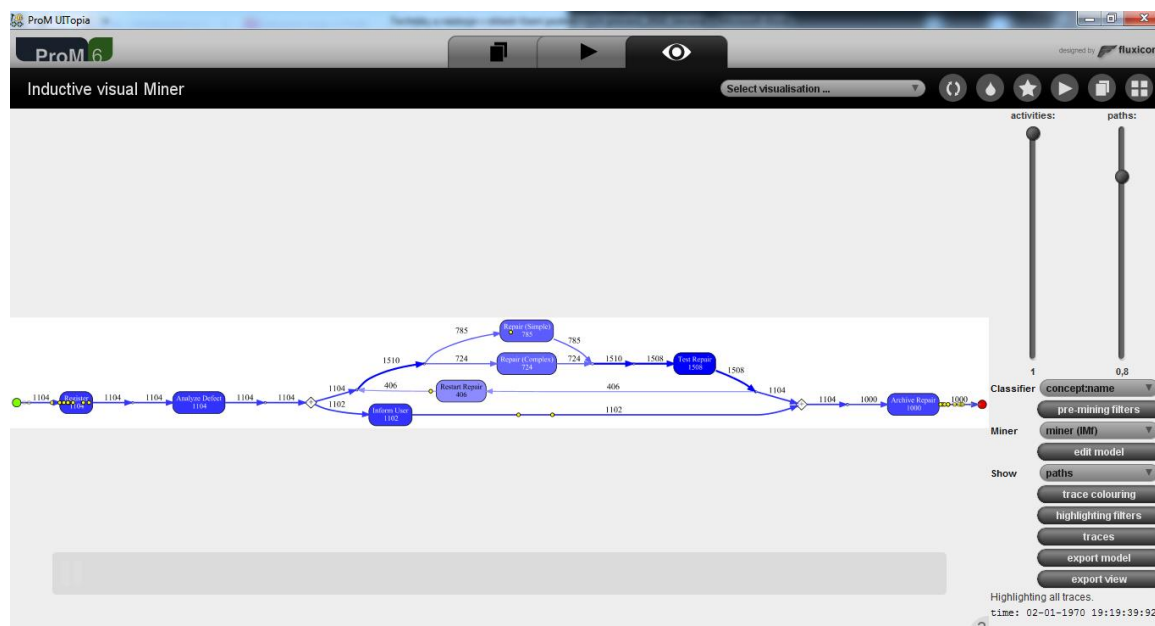 ProM UITopia
ProM 6
designed by fluxicon
Inductive visual Miner
Select visualisation ...
activities:
paths:
785
Repair (Simple)
785
785
1510
724
Repair (Complex)
724
724
1510
1508
Test Repair
1508
1508
1104
406
Restart Repair
406
406
1104
1104
Register
1104
1104
1104
Analyze Defect
1104
1104
1104
1102
Inform User
1102
1102
1104
1000
Archive Repair
1000
1000
1
0,8
Classifier
concept:name
pre-mining filters
Miner
miner (IMf)
edit model
Show
paths
trace colouring
highlighting filters
traces
export model
export view
Highlighting all traces.
time: 02-01-1970 19:19:39:92